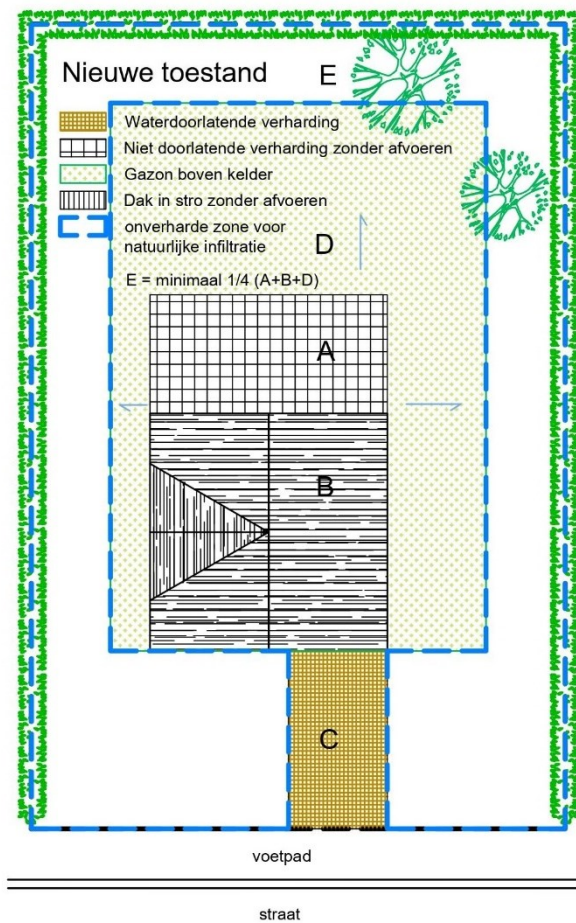 Nieuwe toestand
E
Waterdoorlatende verharding
Niet doorlatende verharding zonder afvoeren
Gazon boven kelder
Dak in stro zonder afvoeren
onverharde zone voor
natuurlijke infiltratie
D
E = minimaal 1/4 (A+B+D)
A
B
C
voetpad
straat